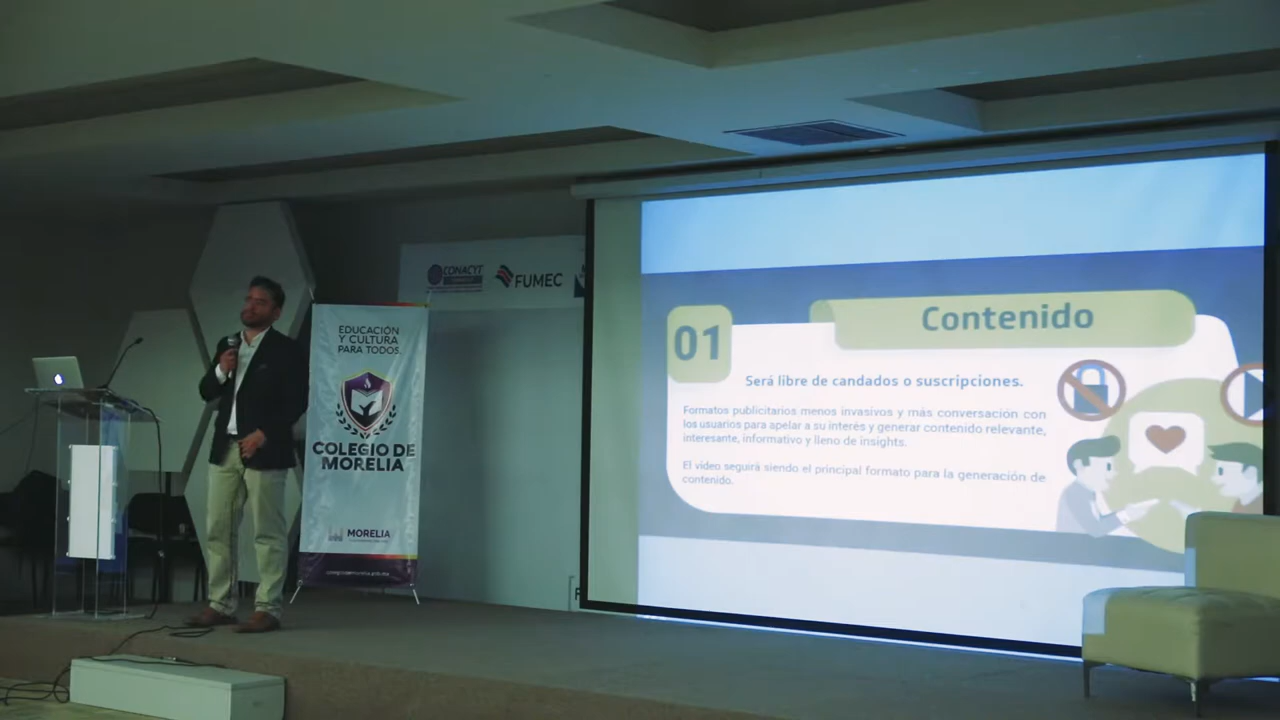 CONACYT
FUMEC
EDUCACIÓN
Y CULTURA
PARA TODOS.
COLEGIO DE
MORELIA
MORELIA
01
Contenido
Será libre de candados o suscripciones.
Formatos publicitarios menos invasivos y más conversación con
los usuarios para apelar a su interés y generar contenido relevante,
interesante, informativo y lleno de insights.
El vídeo seguirá siendo el principal formato para la generación de
contenido.